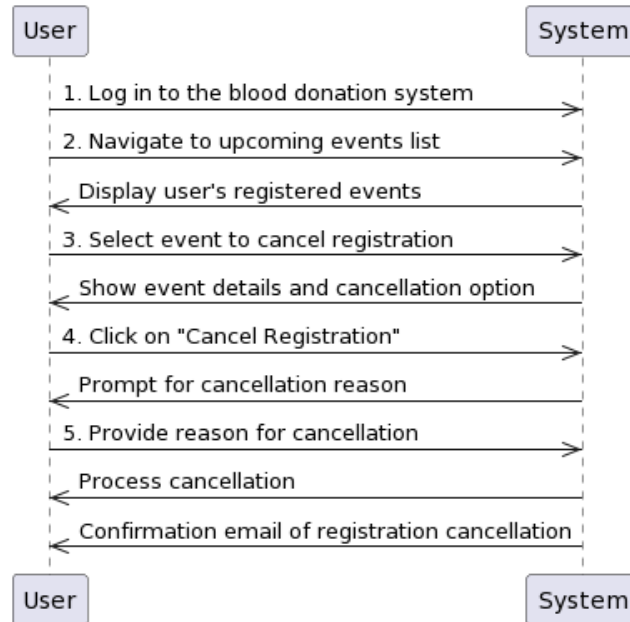 User System
1. Log in to the blood donation system
2. Navigate to upcoming events list
Display user's registered events
3. Select event to cancel registration
Show event details and cancellation option
4. Click on "Cancel Registration"
Prompt for cancellation reason
5. Provide reason for cancellation
Process cancellation
Confirmation email of registration cancellation
User System